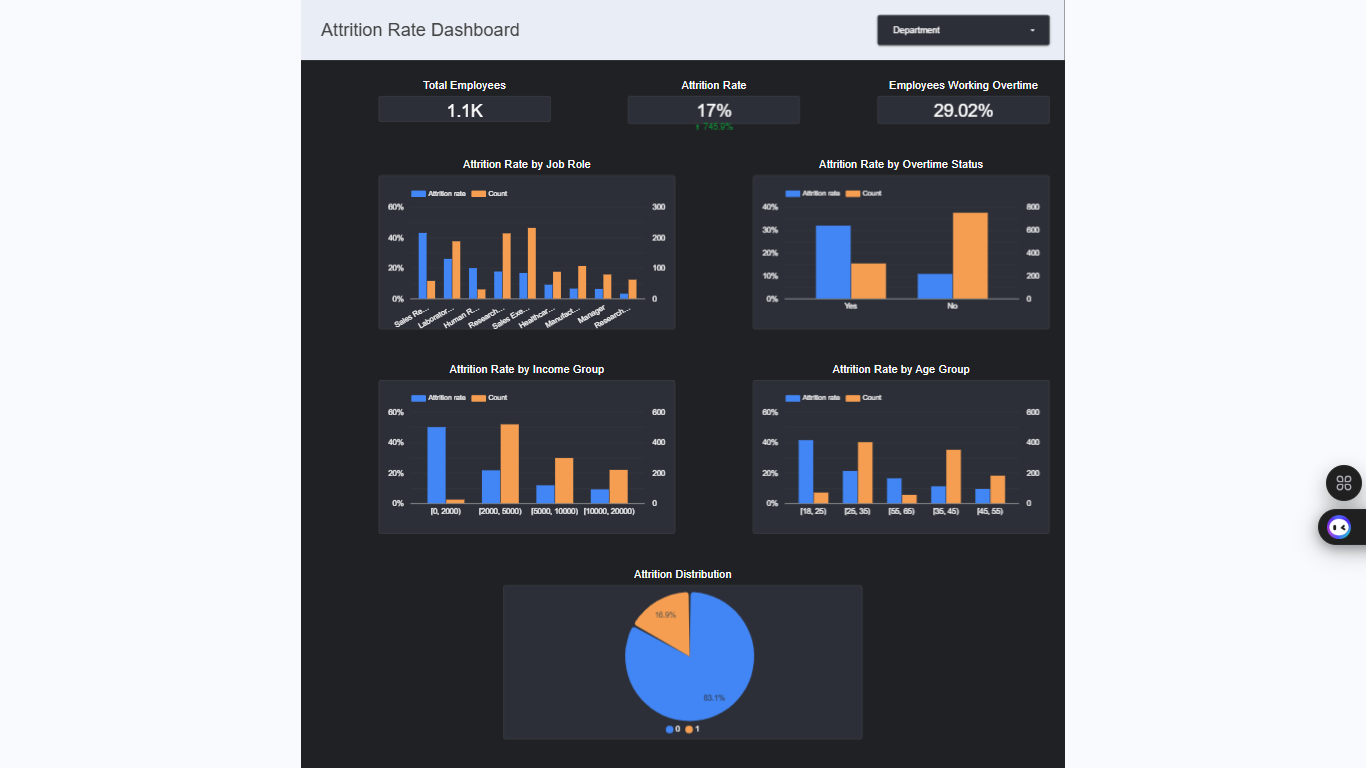 Attrition Rate Dashboard
Department
Total Employees
Attrition Rate
Employees Working Overtime
1.1K
17%
29.02%
745.9%
Attrition Rate by Job Role
Attrition rate
Count
60%
40%
20%
0%
300
200
100
0
Sales Re...
Laborator...
Human R...
Research...
Sales Exe...
Healthcar...
Manufact...
Manager
Research...
Attrition Rate by Overtime Status
Attrition rate
Count
40%
30%
20%
10%
0%
800
600
400
200
0
Yes
No
Attrition Rate by Income Group
Attrition rate
Count
60%
40%
20%
0%
600
400
200
0
[0, 2000)
[2000, 5000)
[5000, 10000)
[10000, 20000)
Attrition Rate by Age Group
Attrition rate
Count
60%
40%
20%
0%
600
400
200
0
[18, 25)
[25, 35)
[55, 65)
[35, 45)
[45, 55)
Attrition Distribution
16.9%
83.1%
0
1